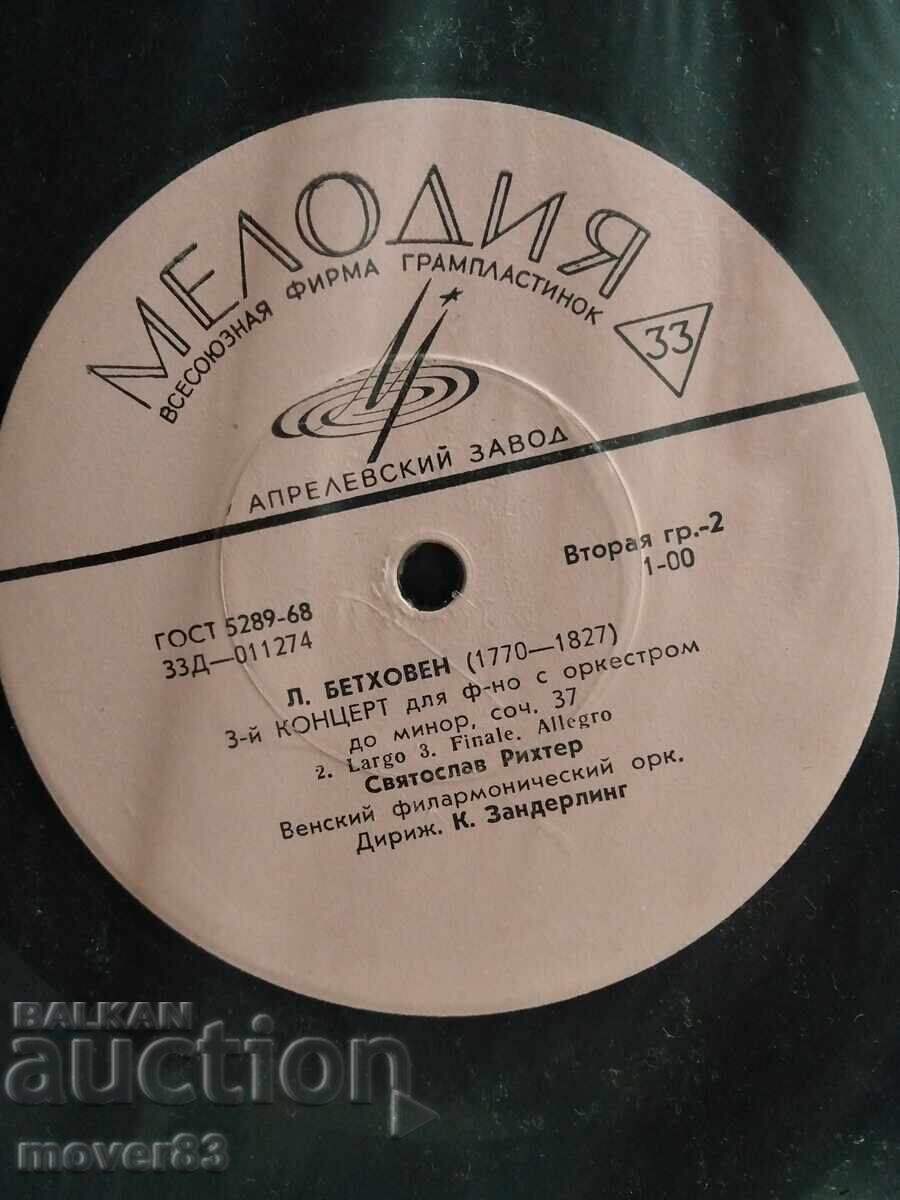 МЕЛОДИЯ
ВСЕСОЮЗНАЯ ФИРМА ГРАМПЛАСТИНОК
33
АПРЕЛЕВСКИЙ ЗАВОД
Вторая гр.-2
1-00
ГОСТ 5289-68
33Д—011274
Л. БЕТХОВЕН (1770—1827)
3-й КОНЦЕРТ для ф-но с оркестром
до минор, соч. 37
2. Largo 3. Finale. Allegro
Святослав Рихтер
Венский филармонический орк.
Дириж. К. Зандерлинг
BALKAN
auction
mover83